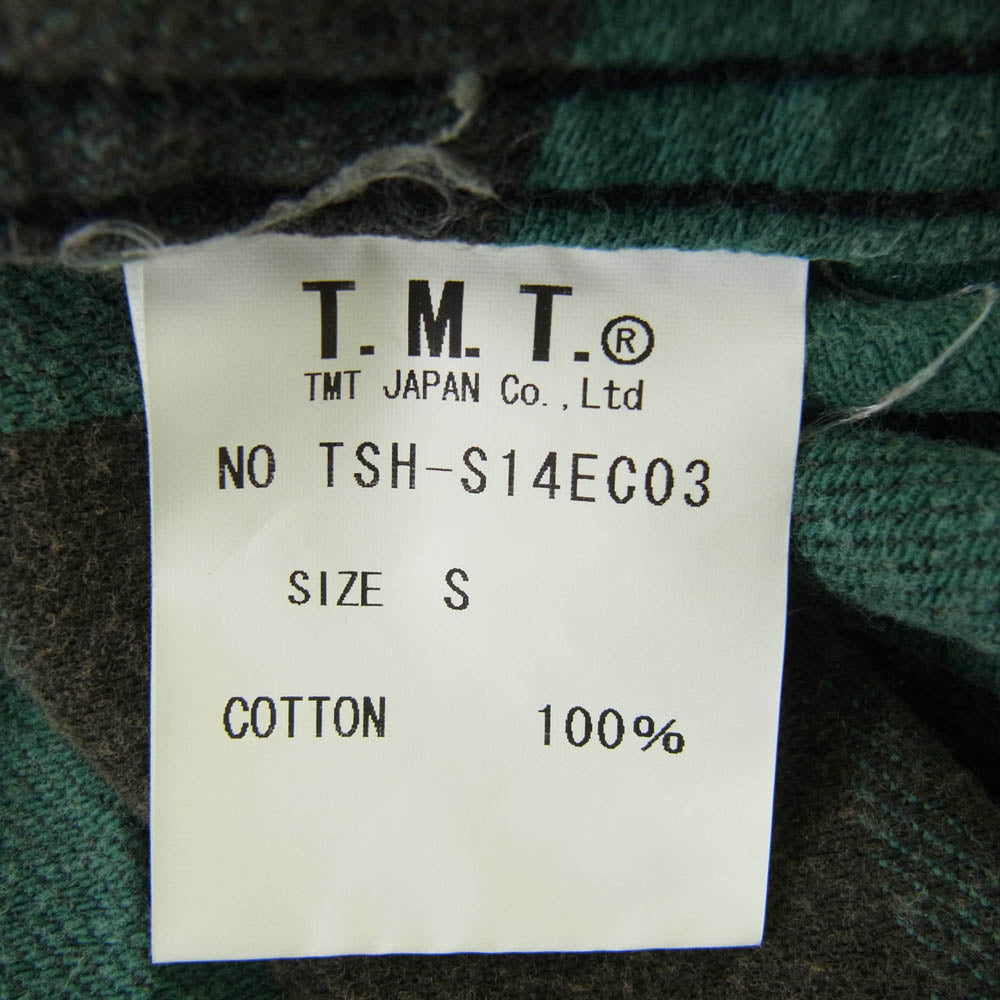 T. M. T.®
TMT JAPAN Co.,Ltd
NO TSH-S14EC03
SIZE S
COTTON 100%